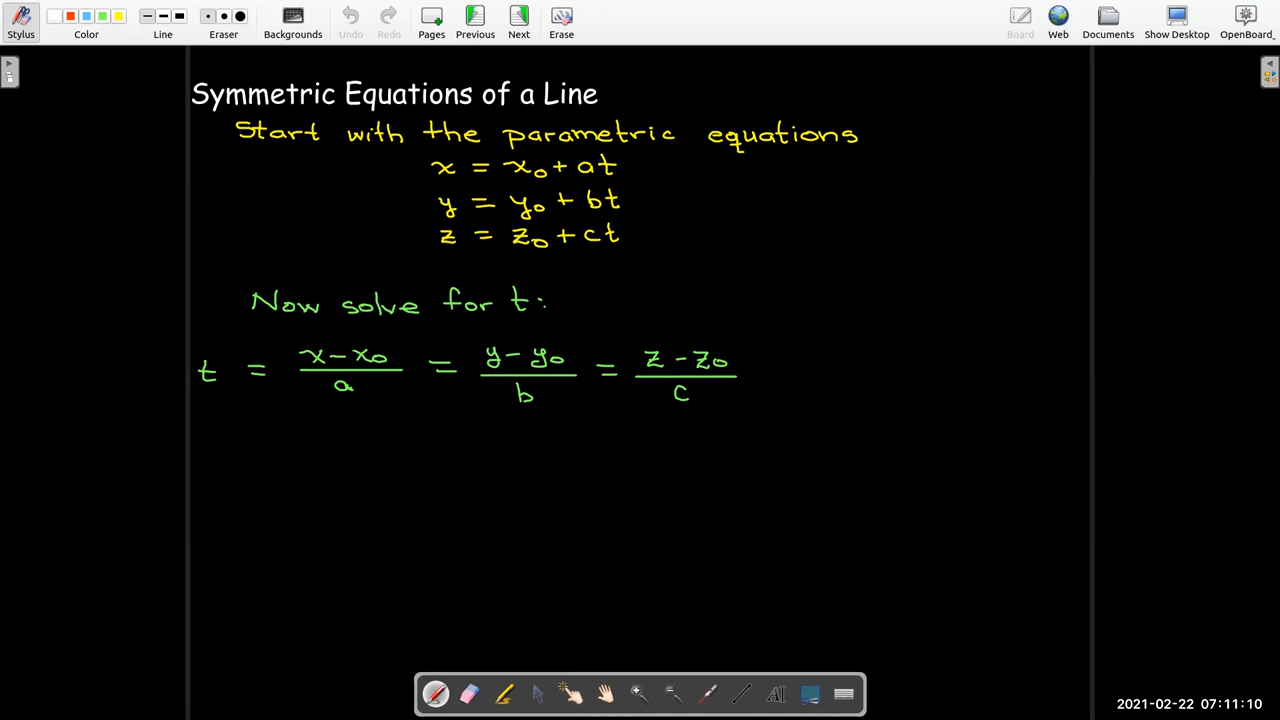 Stylus Color Line Eraser Backgrounds Undo Redo Pages Previous Next Erase Board Web Documents Show Desktop OpenBoard
Symmetric Equations of a Line
Start with the parametric equations
x = x₀ + at
y = y₀ + bt
z = z₀ + ct
Now solve for t:
t = (x - x₀)/a = (y - y₀)/b = (z - z₀)/c
2021-02-22 07:11:10